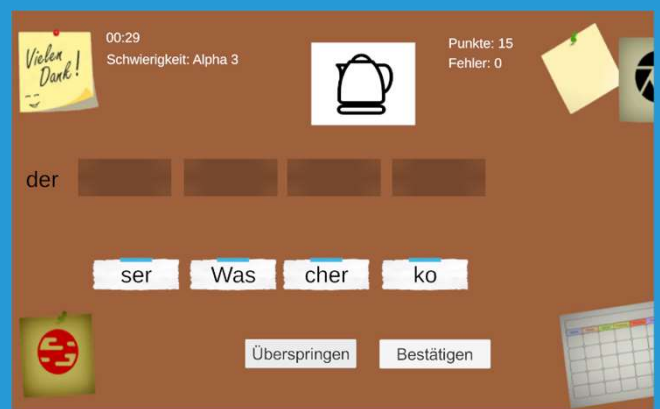 Vielen
Dank!
00:29
Schwierigkeit: Alpha 3
Punkte: 15
Fehler: 0
der
ser Was cher ko
Überspringen Bestätigen